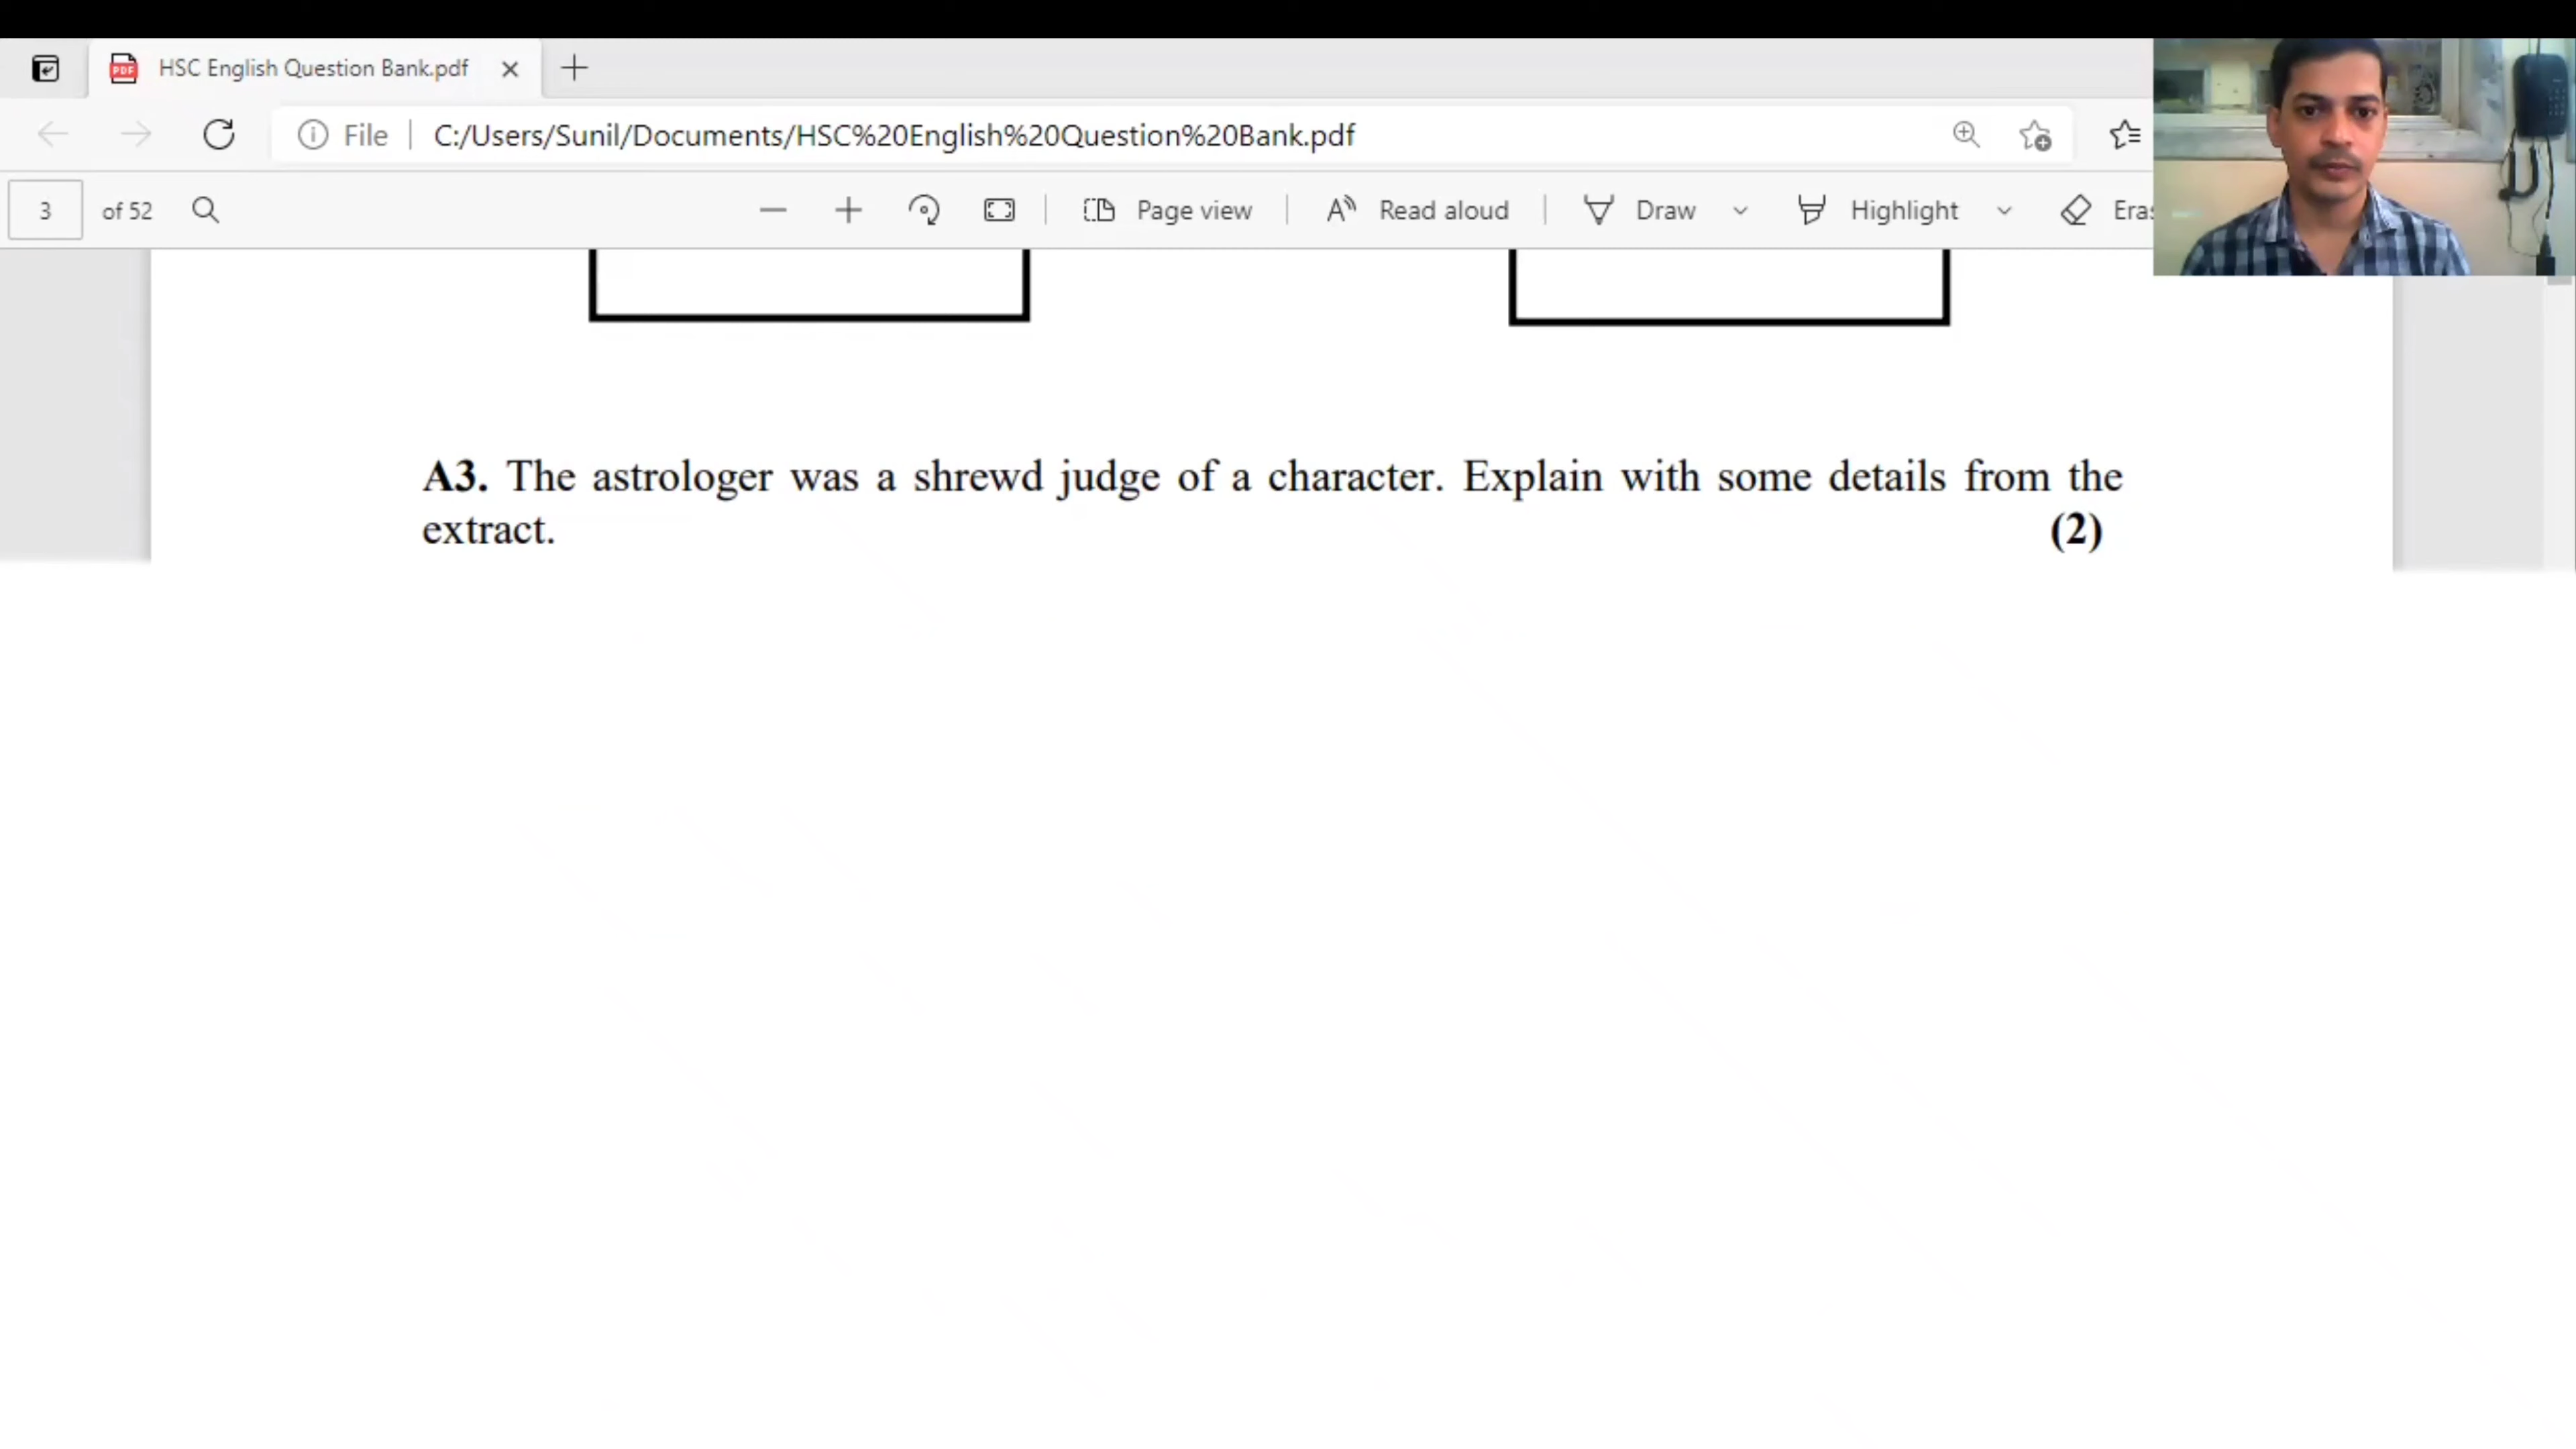 HSC English Question Bank.pdf
File C:/Users/Sunil/Documents/HSC%20English%20Question%20Bank.pdf
3 of 52 Page view Read aloud Draw Highlight
A3. The astrologer was a shrewd judge of a character. Explain with some details from the
extract. (2)